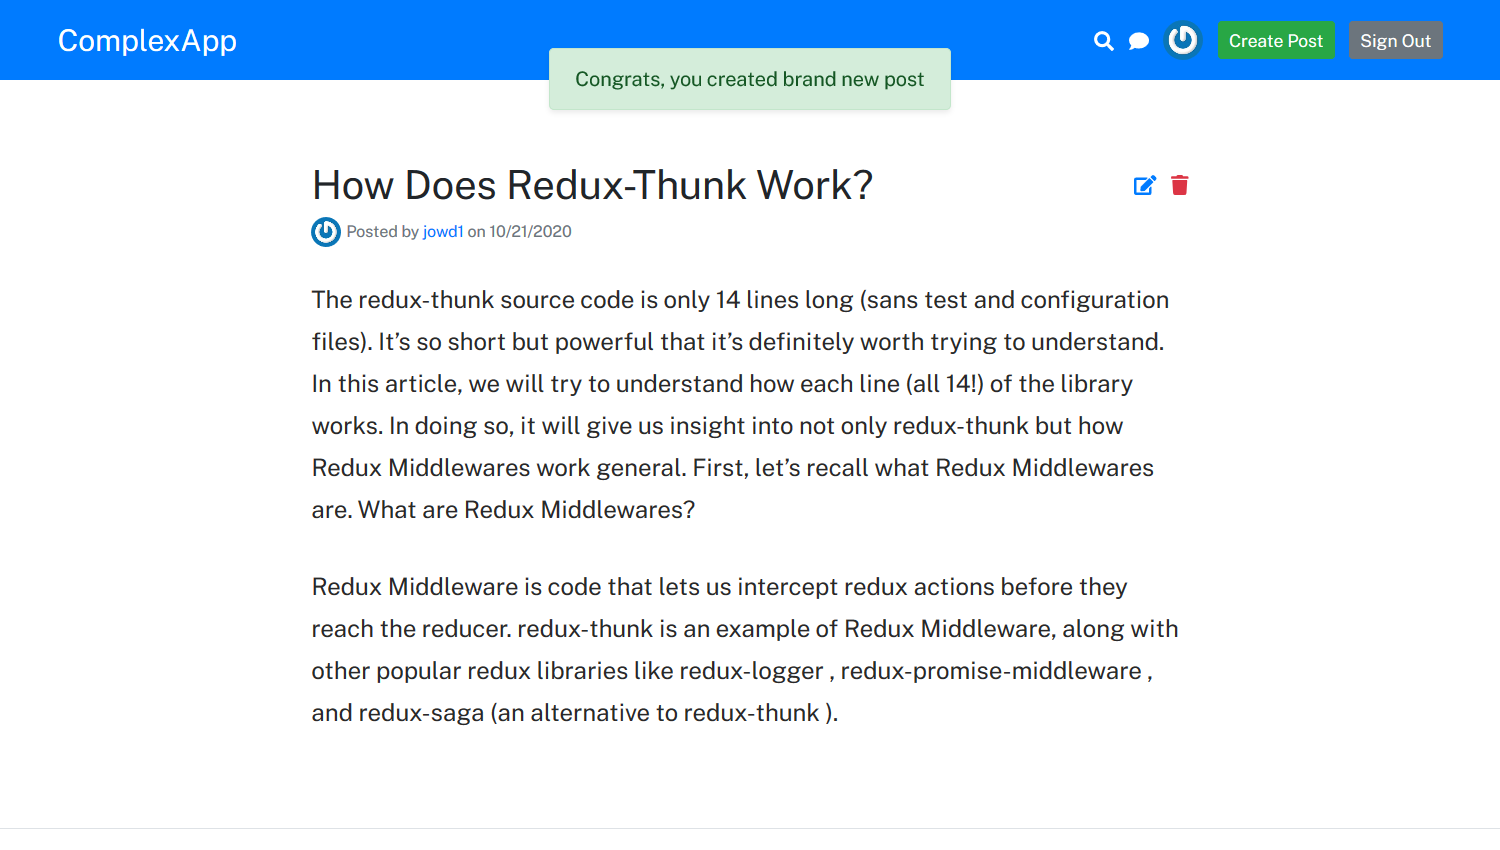 ComplexApp
Create Post
Sign Out
Congrats, you created brand new post
How Does Redux-Thunk Work?
Posted by jowd1 on 10/21/2020
The redux-thunk source code is only 14 lines long (sans test and configuration
files). It’s so short but powerful that it’s definitely worth trying to understand.
In this article, we will try to understand how each line (all 14!) of the library
works. In doing so, it will give us insight into not only redux-thunk but how
Redux Middlewares work general. First, let’s recall what Redux Middlewares
are. What are Redux Middlewares?
Redux Middleware is code that lets us intercept redux actions before they
reach the reducer. redux-thunk is an example of Redux Middleware, along with
other popular redux libraries like redux-logger , redux-promise-middleware ,
and redux-saga (an alternative to redux-thunk ).